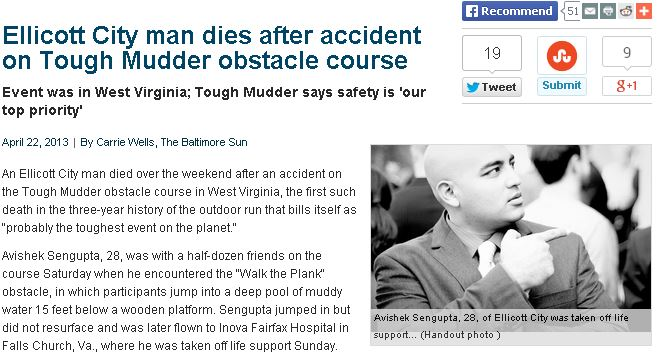 Recommend 51
Ellicott City man dies after accident
on Tough Mudder obstacle course
Event was in West Virginia; Tough Mudder says safety is 'our
top priority'
19
9
Tweet
Submit
g+1
April 22, 2013 | By Carrie Wells, The Baltimore Sun
An Ellicott City man died over the weekend after an accident on
the Tough Mudder obstacle course in West Virginia, the first such
death in the three-year history of the outdoor run that bills itself as
"probably the toughest event on the planet."
Avishek Sengupta, 28, was with a half-dozen friends on the
course Saturday when he encountered the "Walk the Plank"
obstacle, in which participants jump into a deep pool of muddy
water 15 feet below a wooden platform. Sengupta jumped in but
did not resurface and was later flown to Inova Fairfax Hospital in
Falls Church, Va., where he was taken off life support Sunday.
Avishek Sengupta, 28, of Ellicott City was taken off life
support... (Handout photo )